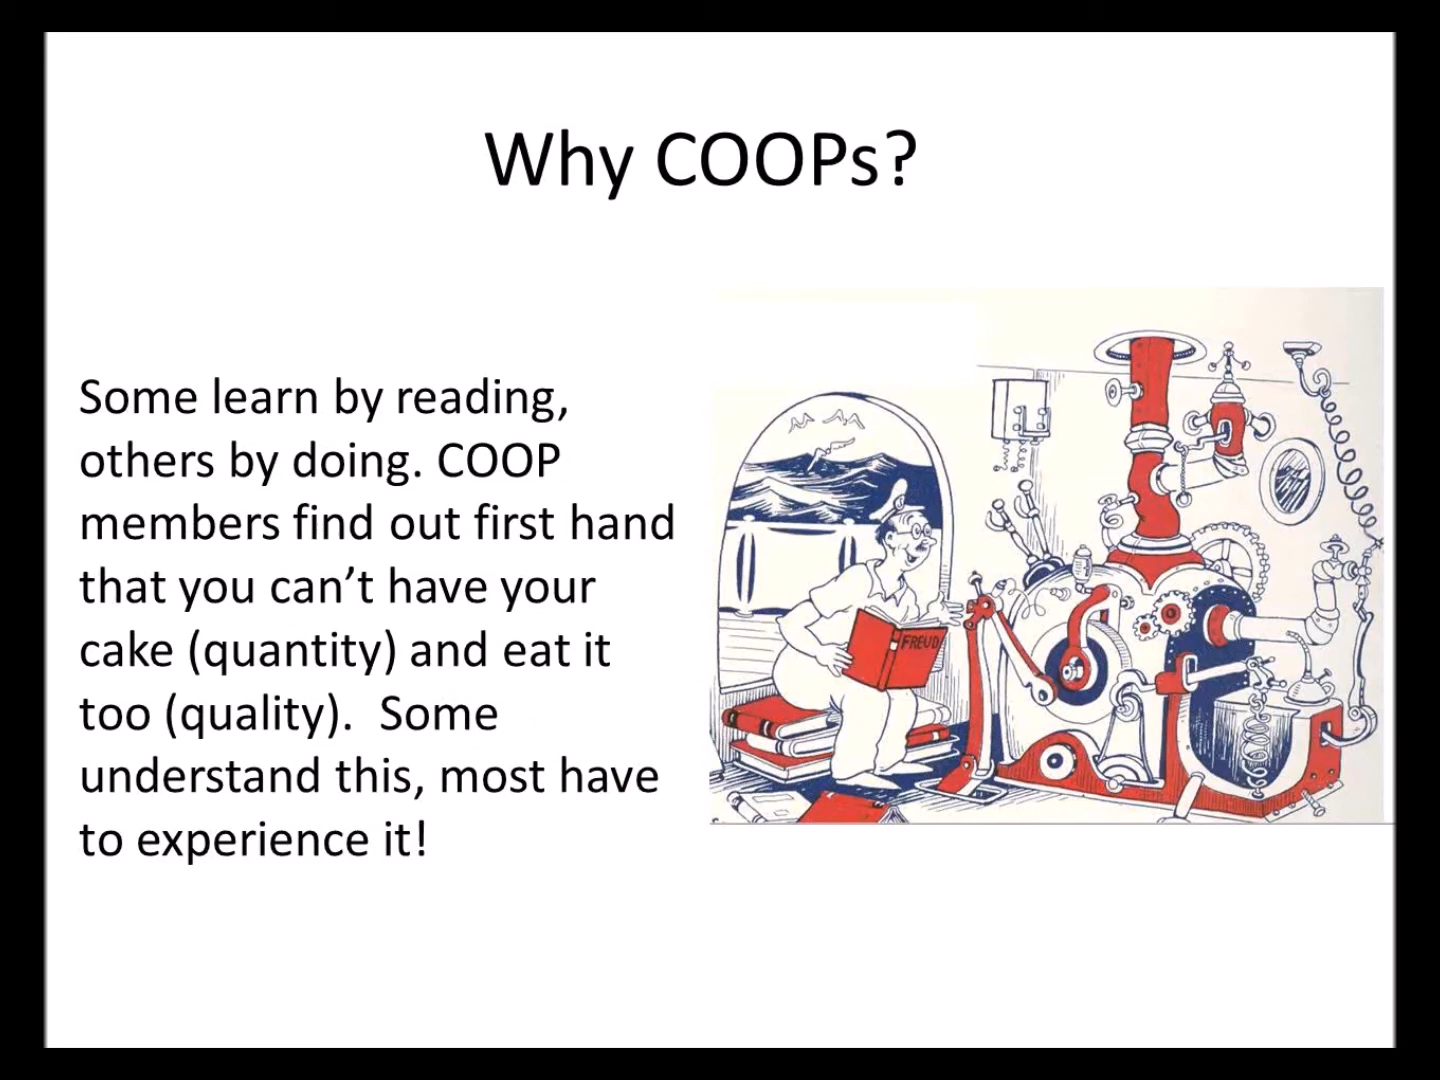 Why COOPs?
Some learn by reading,
others by doing. COOP
members find out first hand
that you can’t have your
cake (quantity) and eat it
too (quality).  Some
understand this, most have
to experience it!
FREUD